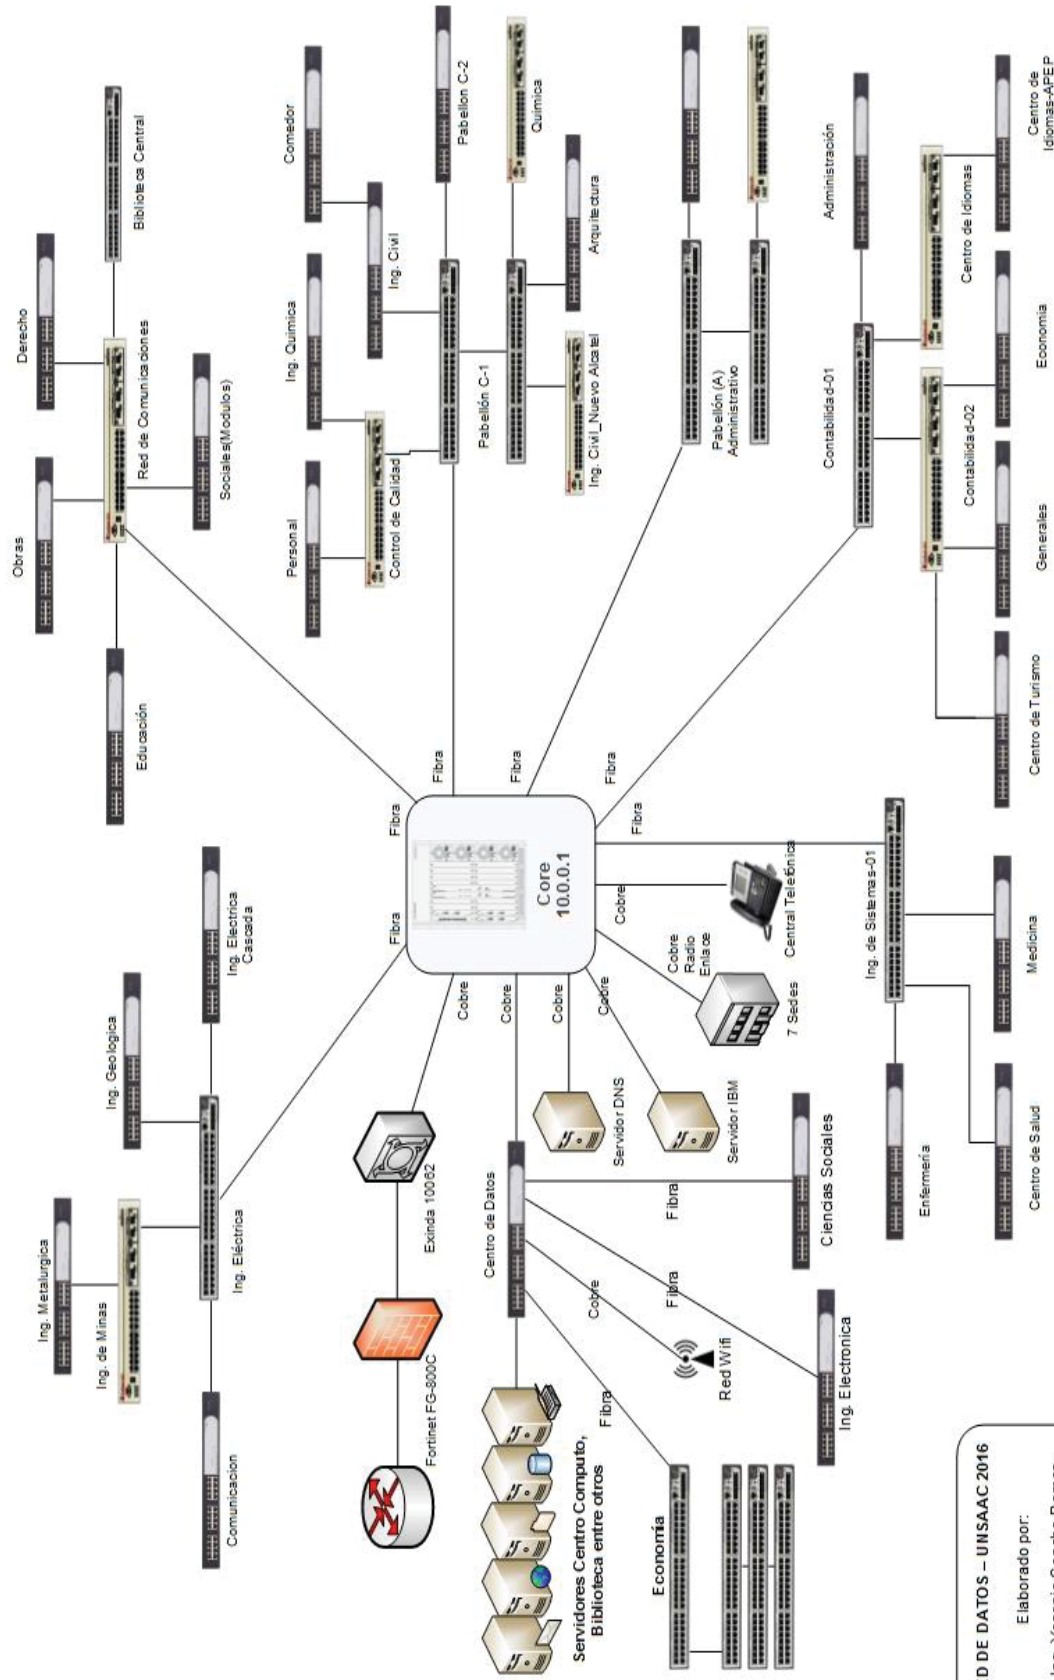 Ing. Metalurgica
Ing. de Minas
Ing. Geologica
Ing. Electrica
Cascada
Ing. Eléctrica
Comunicacion
Obras
Derecho
Educación
Biblioteca Central
Red de Comunicaciones
Sociales(Modulos)
Personal
Ing. Quimica
Comedor
Control de Calidad
Ing. Civil
Pabellon C-2
Pabellón C-1
Quimica
Arquitectura
Ing. Civil_Nuevo Alcatel
Pabellón (A)
Administrativo
Contabilidad-01
Administración
Contabilidad-02
Centro de Idiomas
Centro de Turismo
Generales
Economia
Centro de
Idiomas-APEP
Fibra
Fibra
Fibra
Fibra
Fibra
Fibra
Core
10.0.0.1
Cobre
Cobre
Cobre
Cobre
Cobre
Radio
Enlace
Cobre
Fortinet FG-800C
Exinda 10062
Centro de Datos
Servidor DNS
Servidor IBM
7 Sedes
Central Telefónica
Ing. de Sistemas-01
Servidores Centro Computo,
Biblioteca entre otros
Economía
Fibra
Cobre
Fibra
Fibra
Red Wifi
Ing. Electronica
Ciencias Sociales
Enfermería
Centro de Salud
Medicina
D DE DATOS – UNSAAC 2016
Elaborado por: